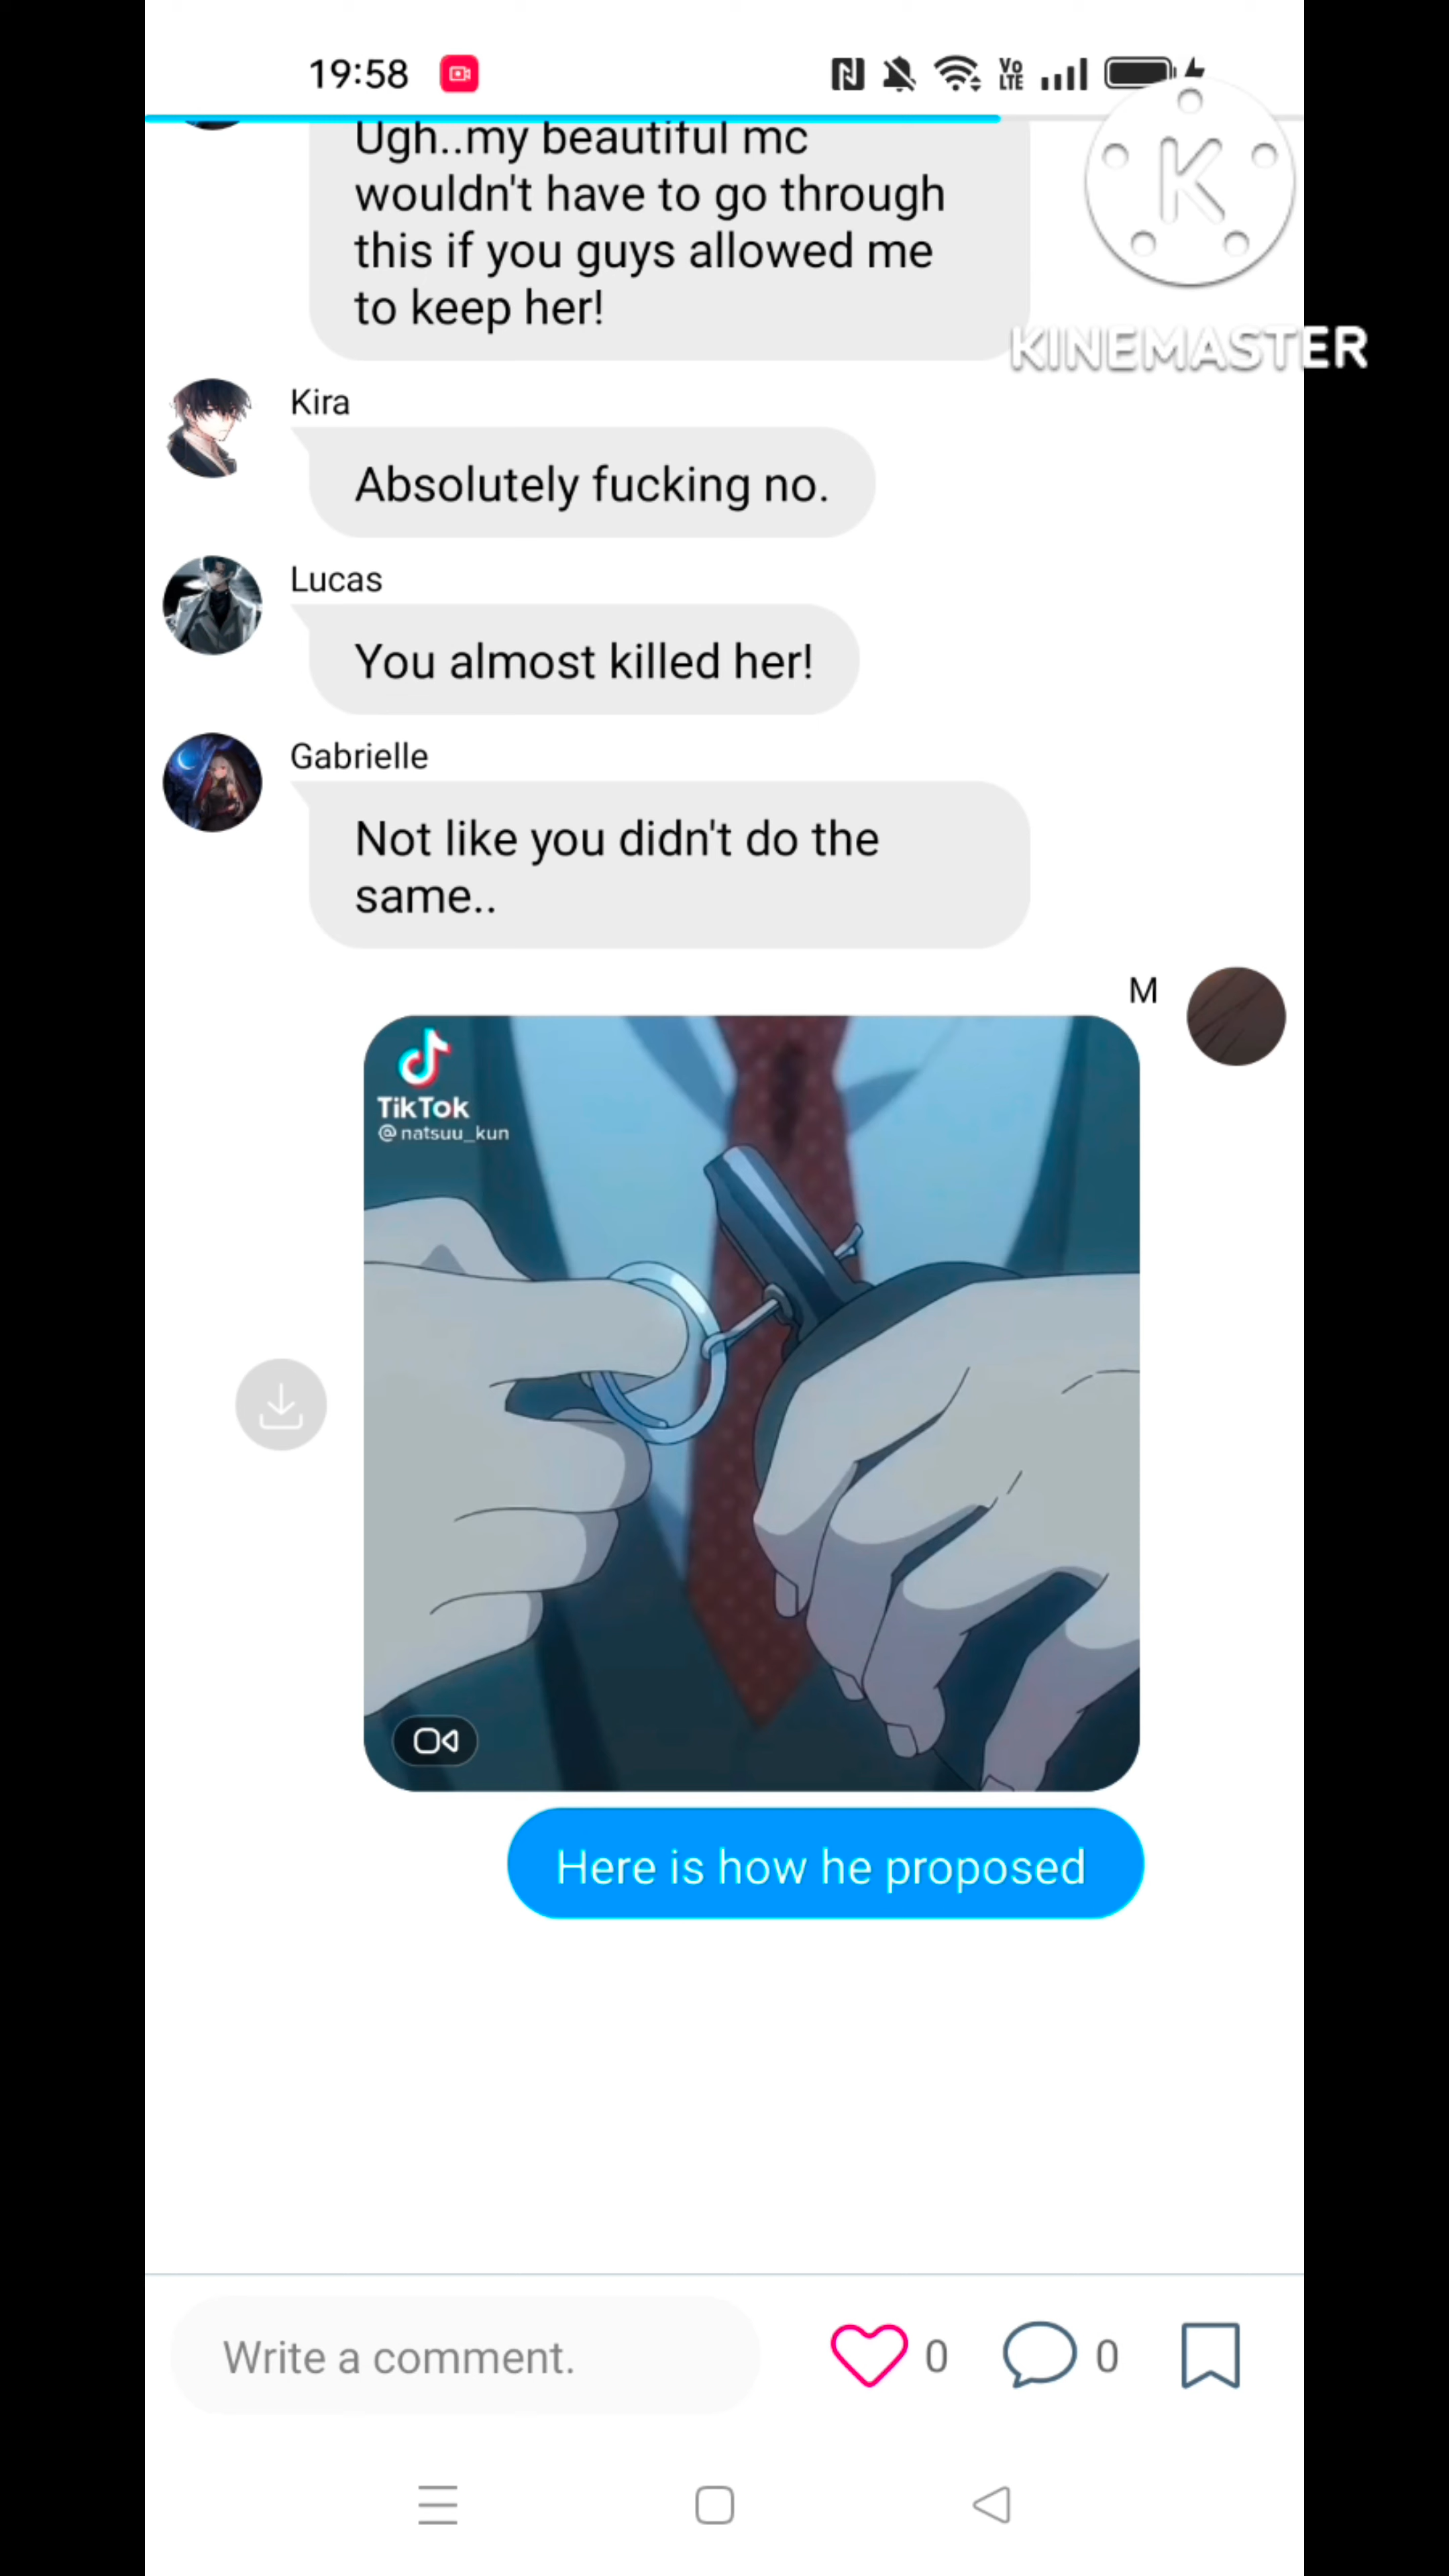 19:58
Vo
LTE
Ugh..my beautiful mc
wouldn't have to go through
this if you guys allowed me
to keep her!
K
KINEMASTER
Kira
Absolutely fucking no.
Lucas
You almost killed her!
Gabrielle
Not like you didn't do the
same..
M
TikTok
@natsuu_kun
Here is how he proposed
Write a comment.
0
0